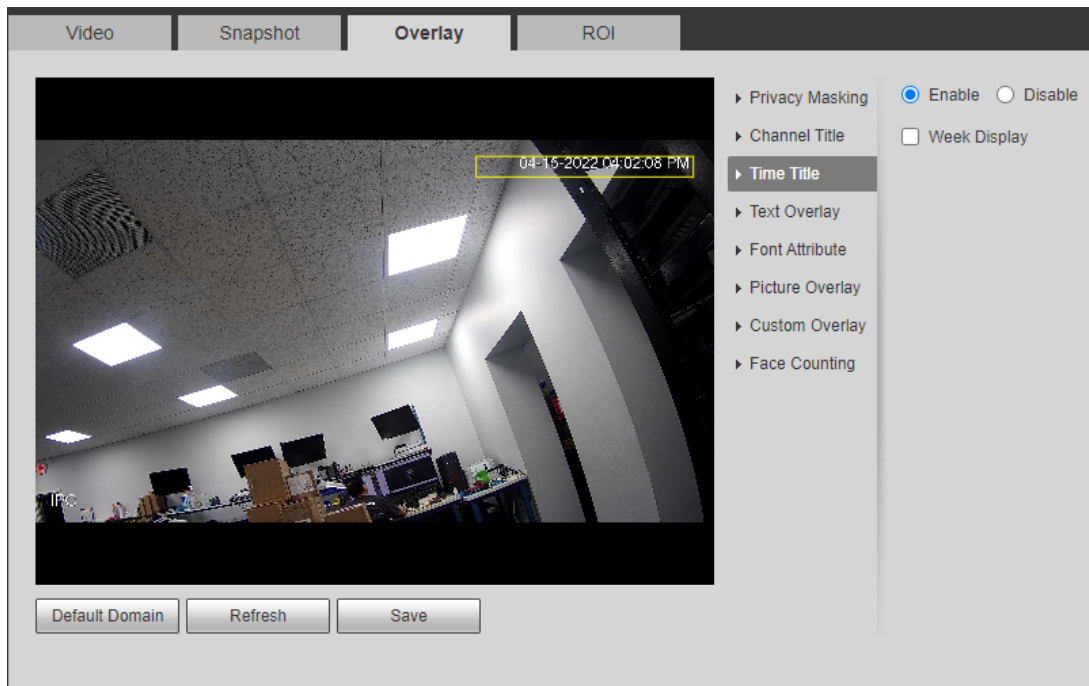 Video
Snapshot
Overlay
ROI
04-15-2022 04:02:08 PM
IPC
Privacy Masking
Channel Title
Time Title
Text Overlay
Font Attribute
Picture Overlay
Custom Overlay
Face Counting
Enable
Disable
Week Display
Default Domain
Refresh
Save